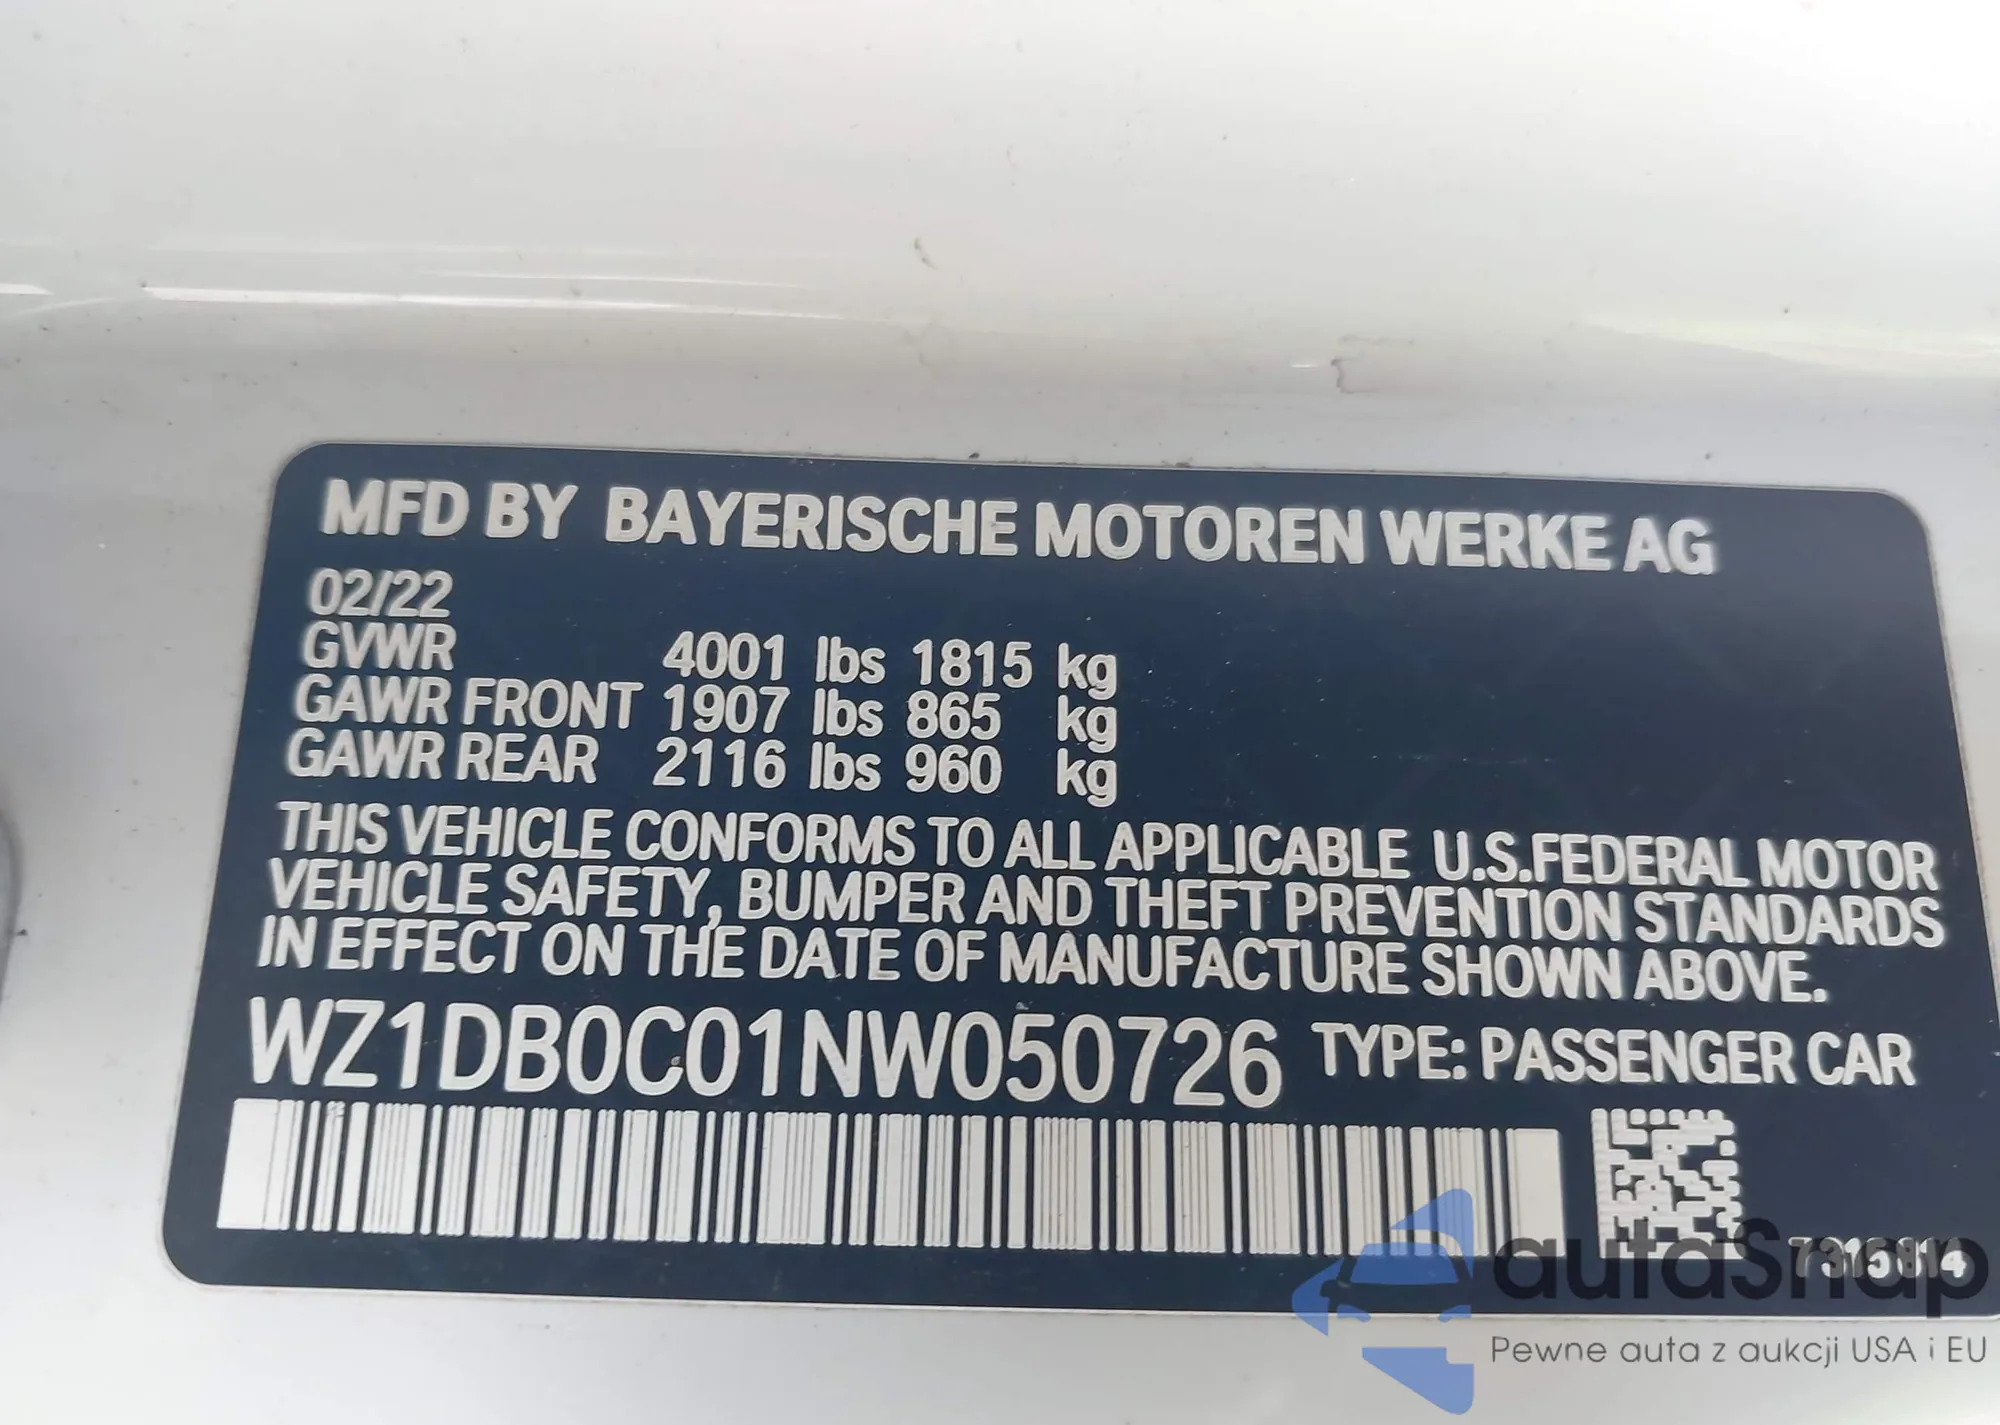 MFD BY BAYERISCHE MOTOREN WERKE AG
02/22
GVWR 4001 lbs 1815 kg
GAWR FRONT 1907 lbs 865 kg
GAWR REAR 2116 lbs 960 kg
THIS VEHICLE CONFORMS TO ALL APPLICABLE U.S.FEDERAL MOTOR
VEHICLE SAFETY, BUMPER AND THEFT PREVENTION STANDARDS
IN EFFECT ON THE DATE OF MANUFACTURE SHOWN ABOVE.
WZ1DB0C01NW050726 TYPE: PASSENGER CAR
7315814
autaSnap
Pewne auta z aukcji USA i EU